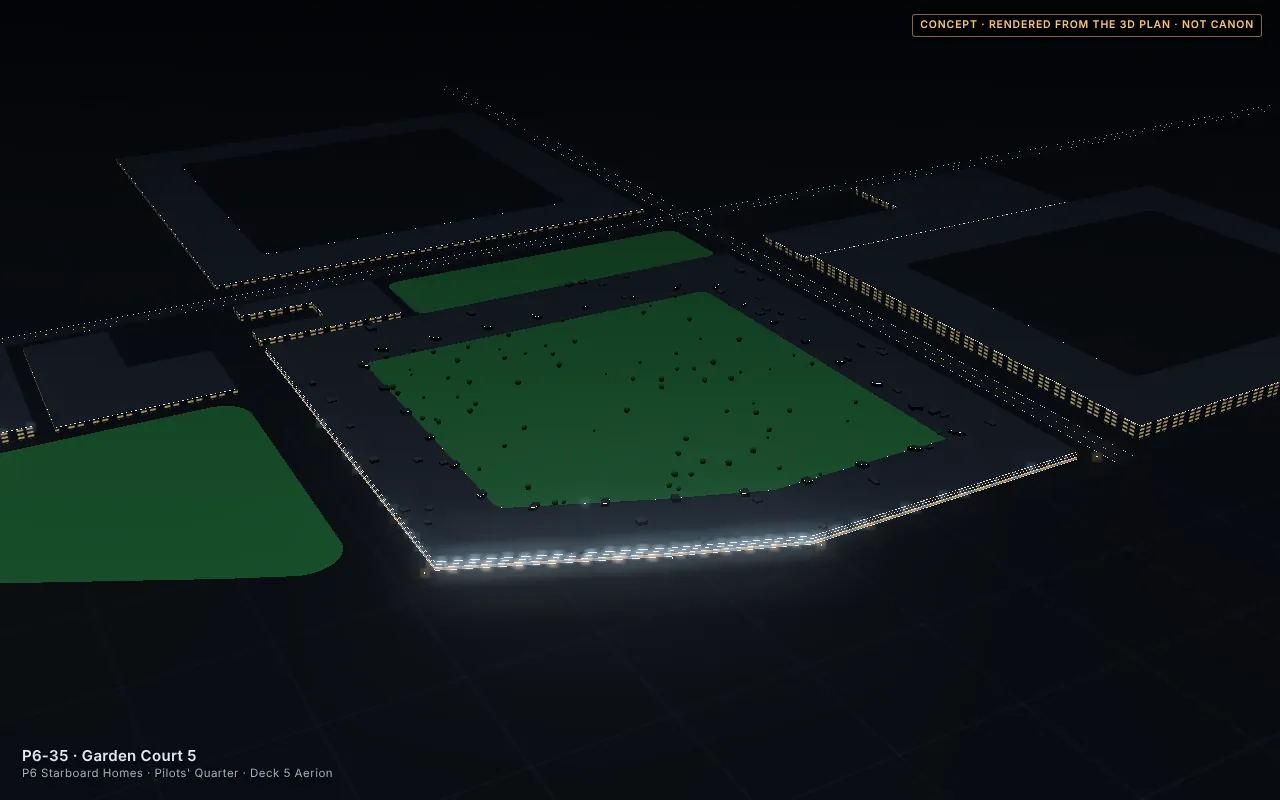 CONCEPT · RENDERED FROM THE 3D PLAN · NOT CANON
P6-35 · Garden Court 5
P6 Starboard Homes · Pilots' Quarter · Deck 5 Aerion